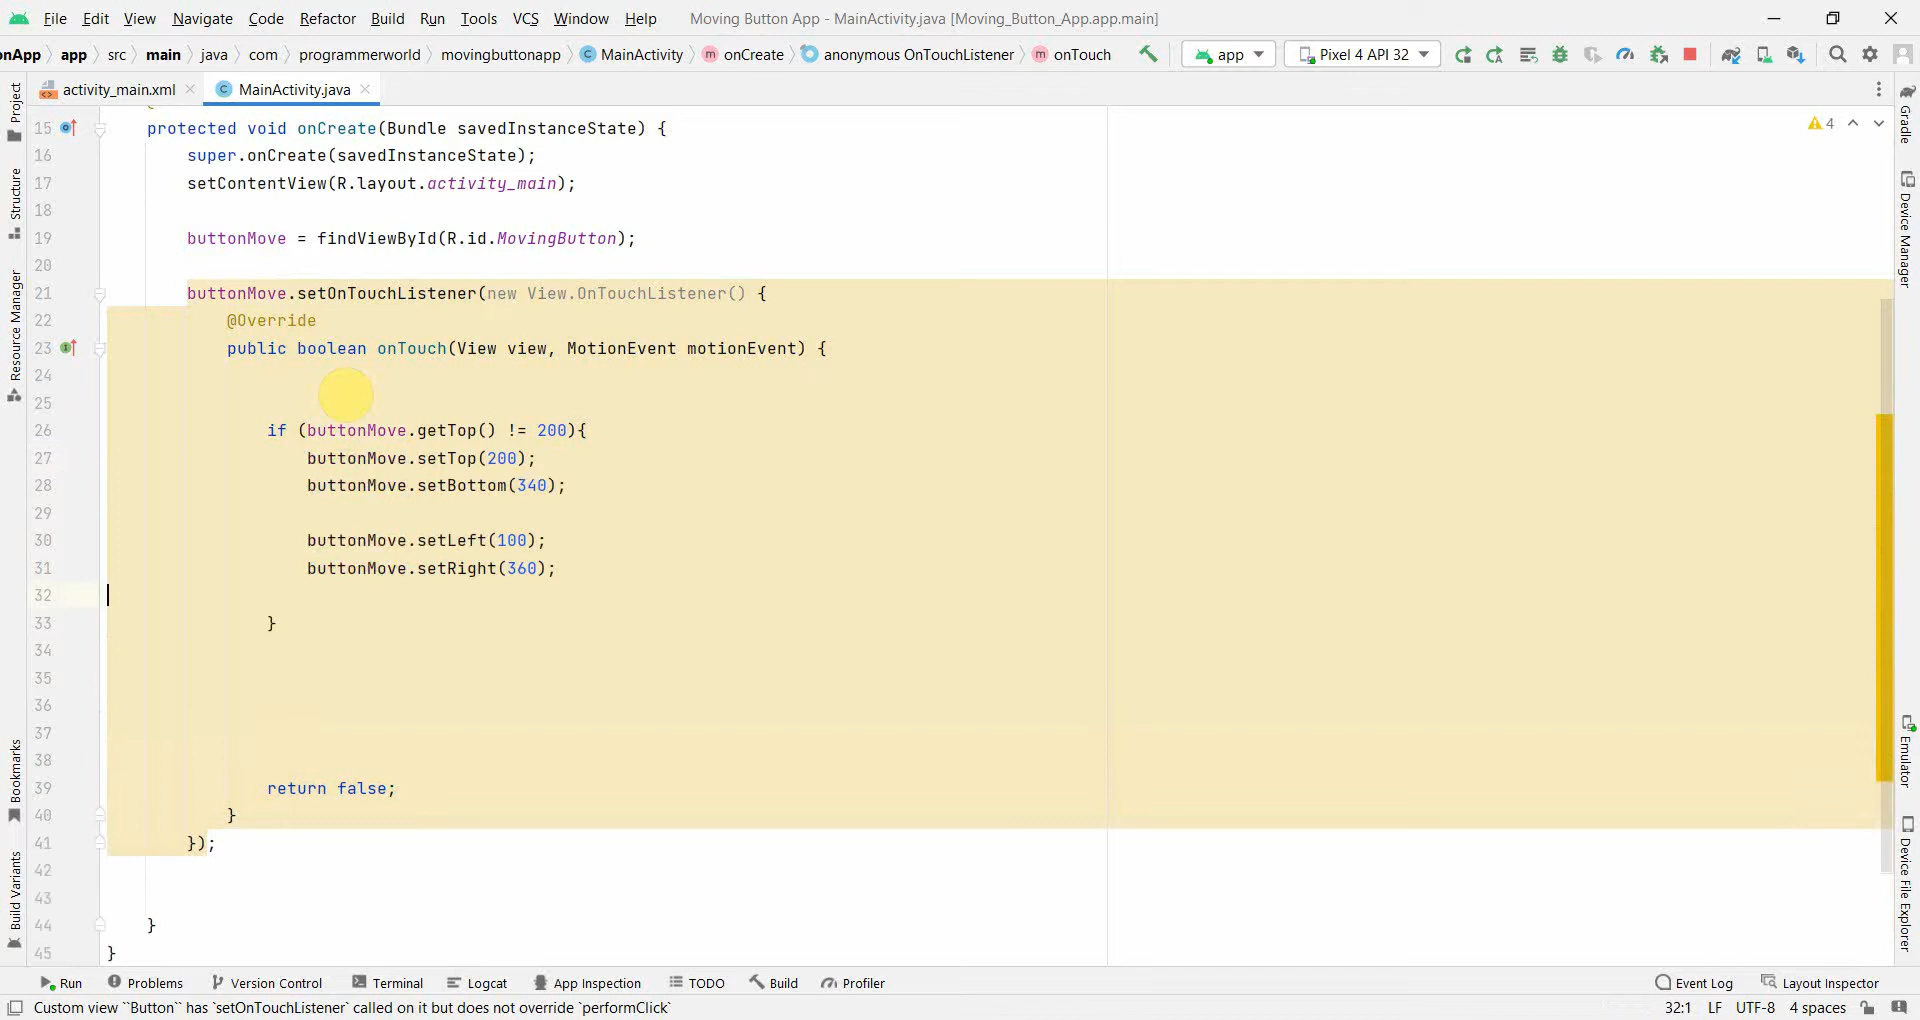 File Edit View Navigate Code Refactor Build Run Tools VCS Window Help Moving Button App - MainActivity.java [Moving_Button_App.app.main]
onApp app src main java com programmerworld movingbuttonapp MainActivity onCreate anonymous OnTouchListener onTouch app Pixel 4 API 32
activity_main.xml MainActivity.java
4
15 protected void onCreate(Bundle savedInstanceState) {
16 super.onCreate(savedInstanceState);
17 setContentView(R.layout.activity_main);
18
19 buttonMove = findViewById(R.id.MovingButton);
20
21 buttonMove.setOnTouchListener(new View.OnTouchListener() {
22 @Override
23 public boolean onTouch(View view, MotionEvent motionEvent) {
24
25
26 if (buttonMove.getTop() != 200){
27 buttonMove.setTop(200);
28 buttonMove.setBottom(340);
29
30 buttonMove.setLeft(100);
31 buttonMove.setRight(360);
32
33 }
34
35
36
37
38
39 return false;
40 }
41 });
42
43
44 }
45 }
Project
Structure
Resource Manager
Bookmarks
Build Variants
Gradle
Device Manager
Emulator
Device File Explorer
Run Problems Version Control Terminal Logcat App Inspection TODO Build Profiler Event Log Layout Inspector
Custom view ``Button`` has `setOnTouchListener` called on it but does not override `performClick` 32:1 LF UTF-8 4 spaces